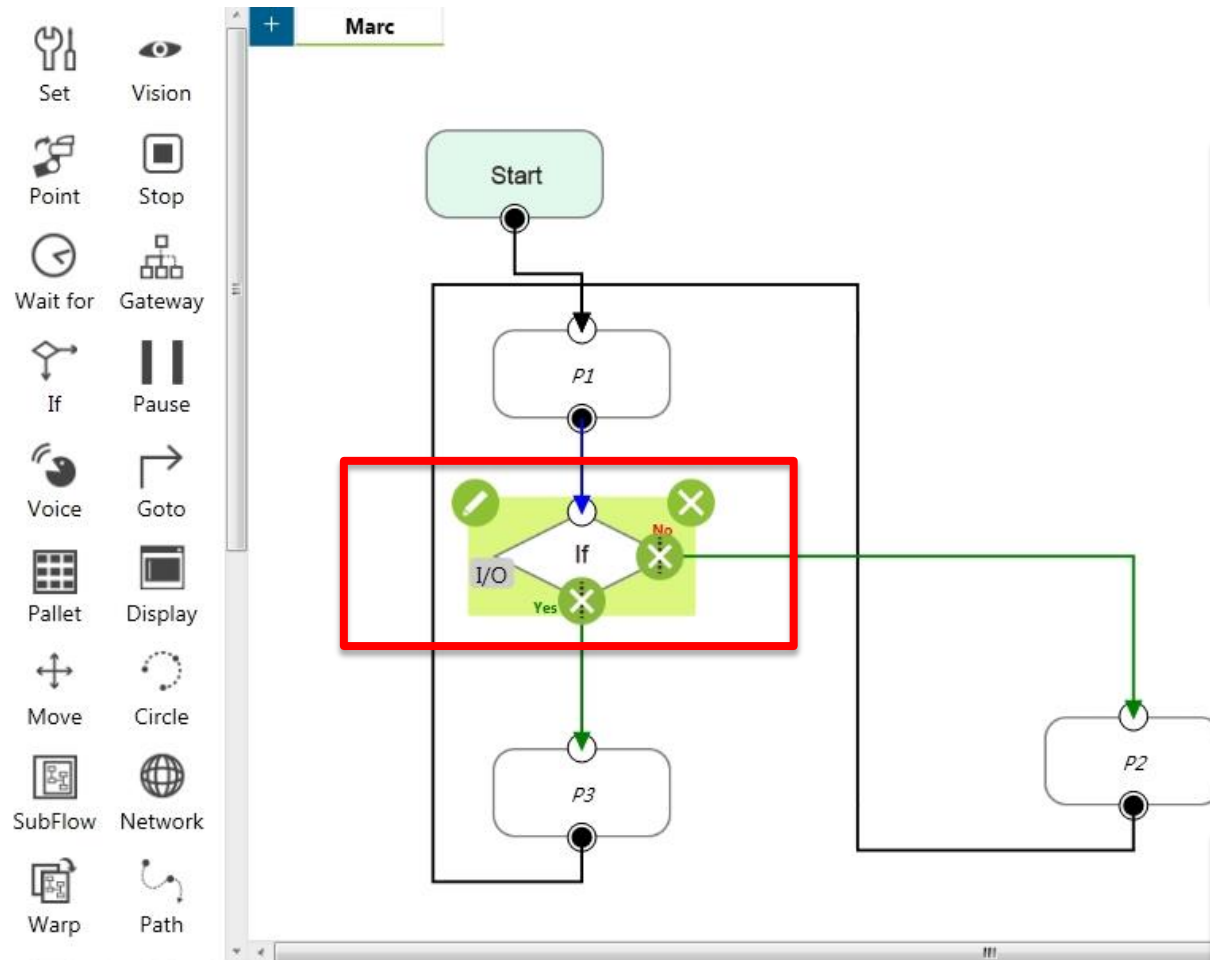 + Marc
Set Vision
Point Stop
Wait for Gateway
If Pause
Voice Goto
Pallet Display
Move Circle
SubFlow Network
Warp Path
Start
P1
No
If
I/O
Yes
P3
P2